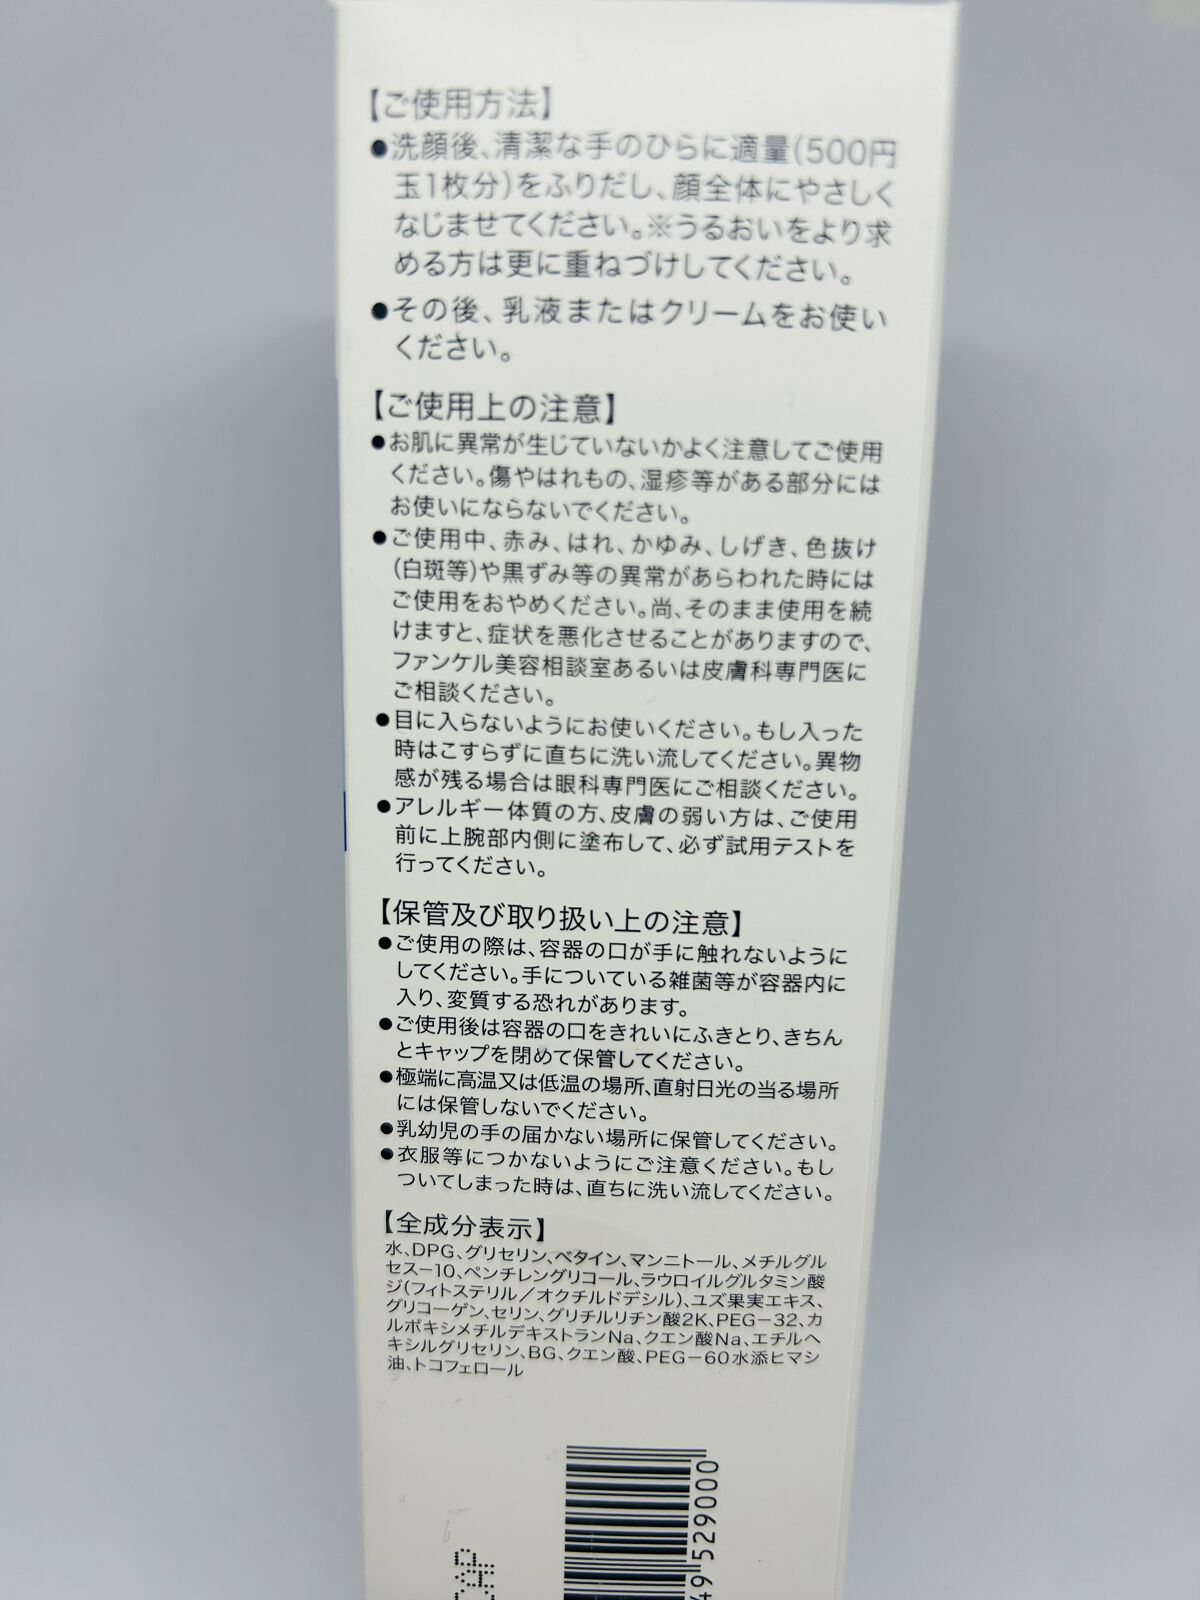 【ご使用方法】
●洗顔後、清潔な手のひらに適量(500円
玉1枚分)をふりだし、顔全体にやさしく
なじませてください。※うるおいをより求
める方は更に重ねづけしてください。
●その後、乳液またはクリームをお使い
ください。
【ご使用上の注意】
●お肌に異常が生じていないかよく注意してご使用
ください。傷やはれもの、湿疹等がある部分には
お使いにならないでください。
●ご使用中、赤み、はれ、かゆみ、しげき、色抜け
(白斑等)や黒ずみ等の異常があらわれた時には
ご使用をおやめください。尚、そのまま使用を続
けますと、症状を悪化させることがありますので、
ファンケル美容相談室あるいは皮膚科専門医に
ご相談ください。
●目に入らないようにお使いください。もし入った
時はこすらずに直ちに洗い流してください。異物
感が残る場合は眼科専門医にご相談ください。
●アレルギー体質の方、皮膚の弱い方は、ご使用
前に上腕部内側に塗布して、必ず試用テストを
行ってください。
【保管及び取り扱い上の注意】
●ご使用の際は、容器の口が手に触れないように
してください。手についている雑菌等が容器内に
入り、変質する恐れがあります。
●ご使用後は容器の口をきれいにふきとり、きちん
とキャップを閉めて保管してください。
●極端に高温又は低温の場所、直射日光の当る場所
には保管しないでください。
●乳幼児の手の届かない場所に保管してください。
●衣服等につかないようにご注意ください。もし
ついてしまった時は、直ちに洗い流してください。
【全成分表示】
水、DPG、グリセリン、ベタイン、マンニトール、メチルグル
セス－10、ペンチレングリコール、ラウロイルグルタミン酸
ジ(フィトステリル／オクチルドデシル)、ユズ果実エキス、
グリコーゲン、セリン、グリチルリチン酸2K、PEG－32、カ
ルボキシメチルデキストランNa、クエン酸Na、エチルヘ
キシルグリセリン、BG、クエン酸、PEG－60水添ヒマシ
油、トコフェロール
49 529000